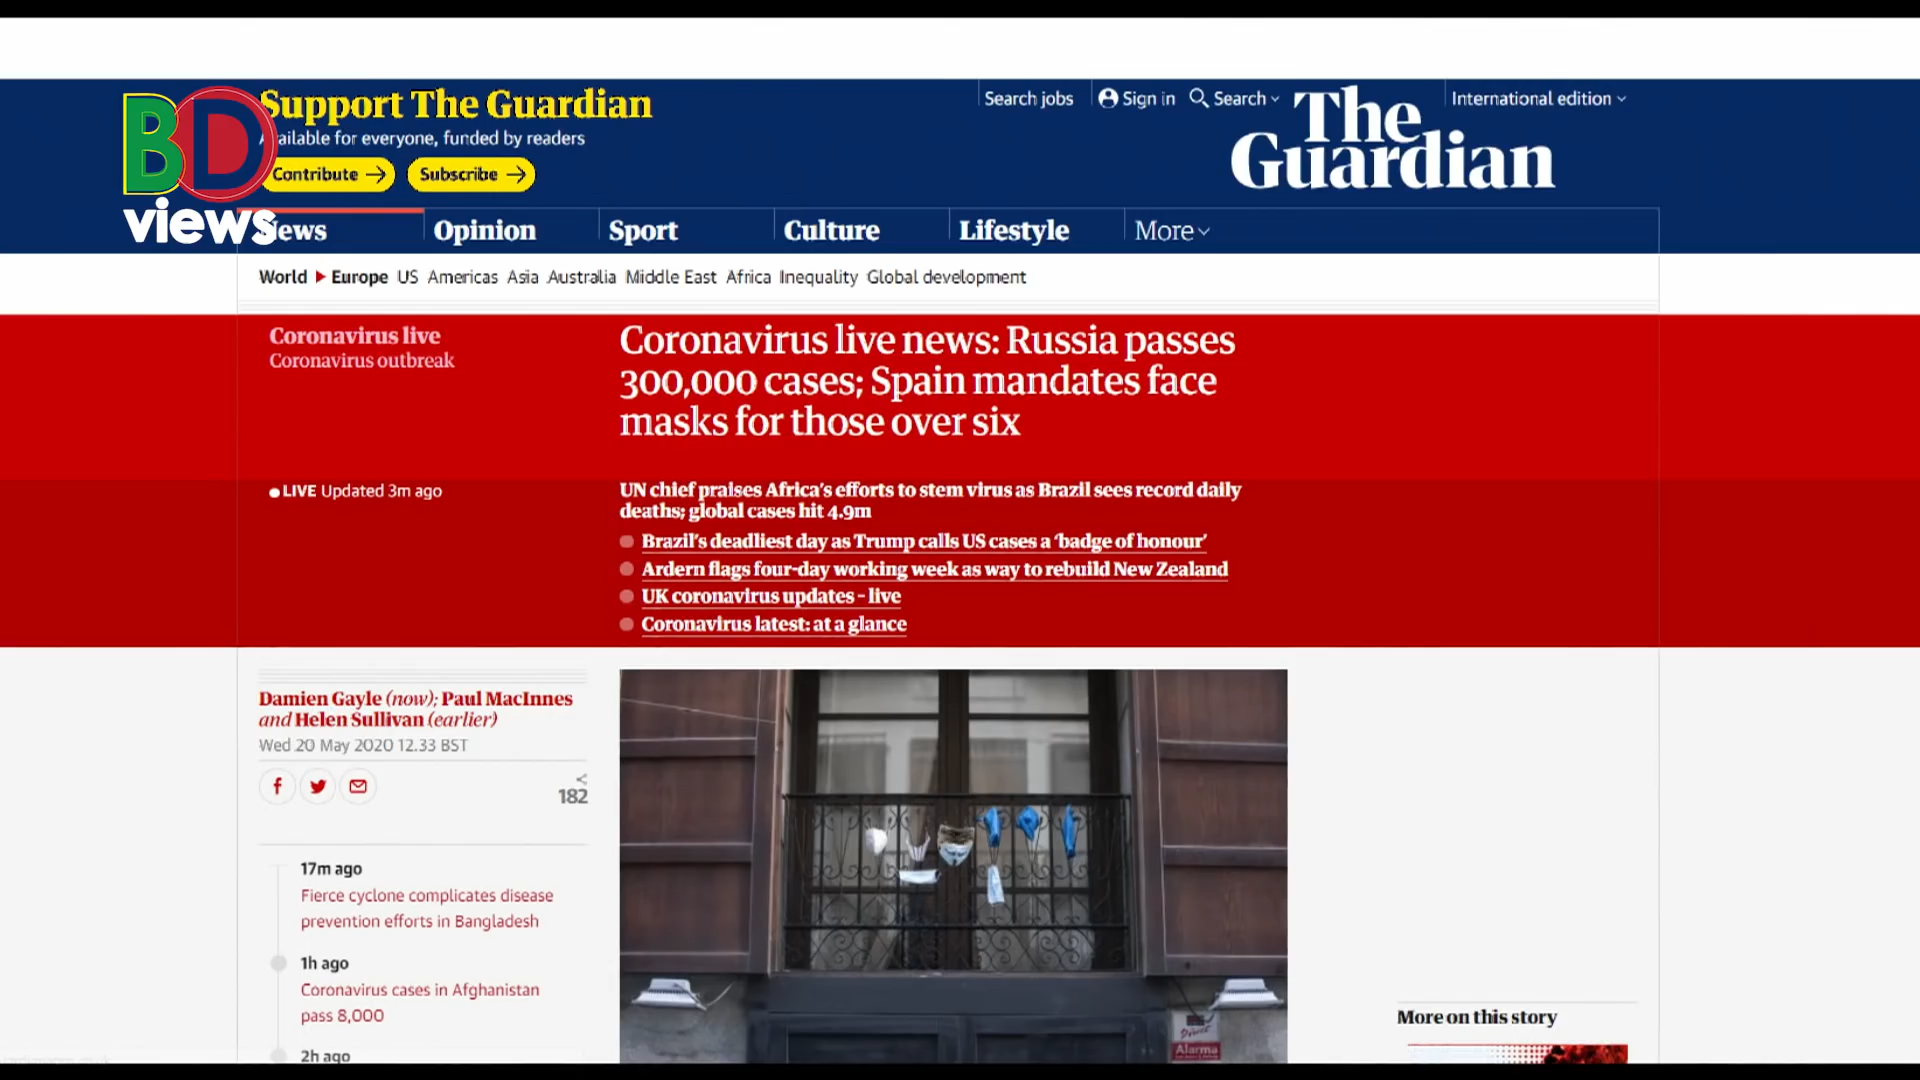 BD
views
Support The Guardian
Available for everyone, funded by readers
Contribute
Subscribe
Search jobs
Sign in
Search
International edition
The
Guardian
News
Opinion
Sport
Culture
Lifestyle
More
World Europe US Americas Asia Australia Middle East Africa Inequality Global development
Coronavirus live
Coronavirus outbreak
Coronavirus live news: Russia passes
300,000 cases; Spain mandates face
masks for those over six
LIVE Updated 3m ago
UN chief praises Africa's efforts to stem virus as Brazil sees record daily
deaths; global cases hit 4.9m
Brazil's deadliest day as Trump calls US cases a 'badge of honour'
Ardern flags four-day working week as way to rebuild New Zealand
UK coronavirus updates – live
Coronavirus latest: at a glance
Damien Gayle (now); Paul MacInnes
and Helen Sullivan (earlier)
Wed 20 May 2020 12.33 BST
182
17m ago
Fierce cyclone complicates disease
prevention efforts in Bangladesh
1h ago
Coronavirus cases in Afghanistan
pass 8,000
2h ago
Alarma
More on this story